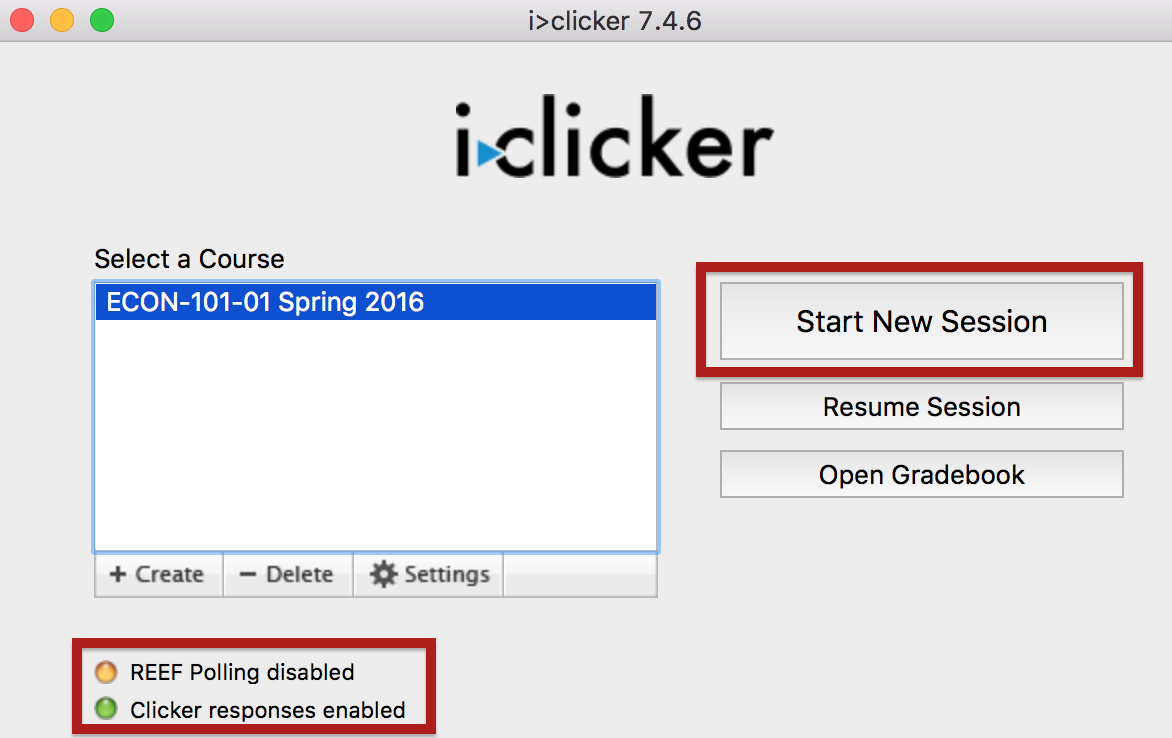 i>clicker 7.4.6
i▸clicker
Select a Course
ECON-101-01 Spring 2016
Start New Session
Resume Session
Open Gradebook
+ Create − Delete Settings
REEF Polling disabled
Clicker responses enabled